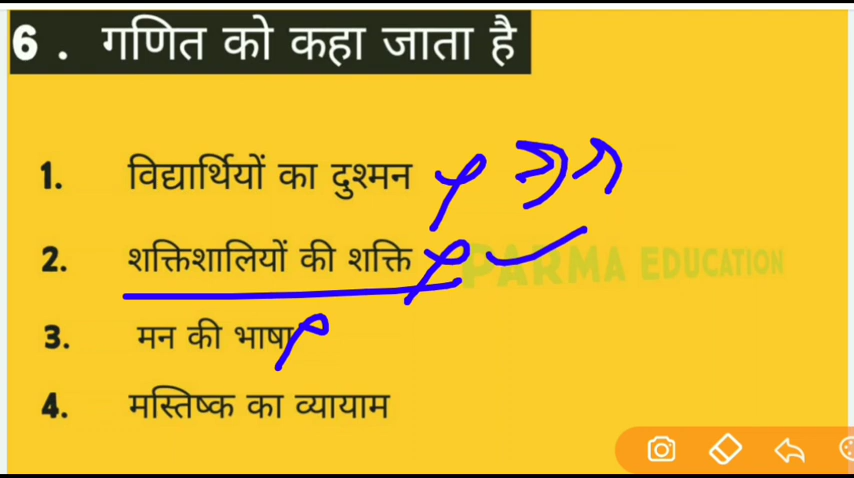 6 . गणित को कहा जाता है
1. विद्यार्थियों का दुश्मन
2. शक्तिशालियों की शक्ति
PARMA EDUCATION
3. मन की भाषा
4. मस्तिष्क का व्यायाम